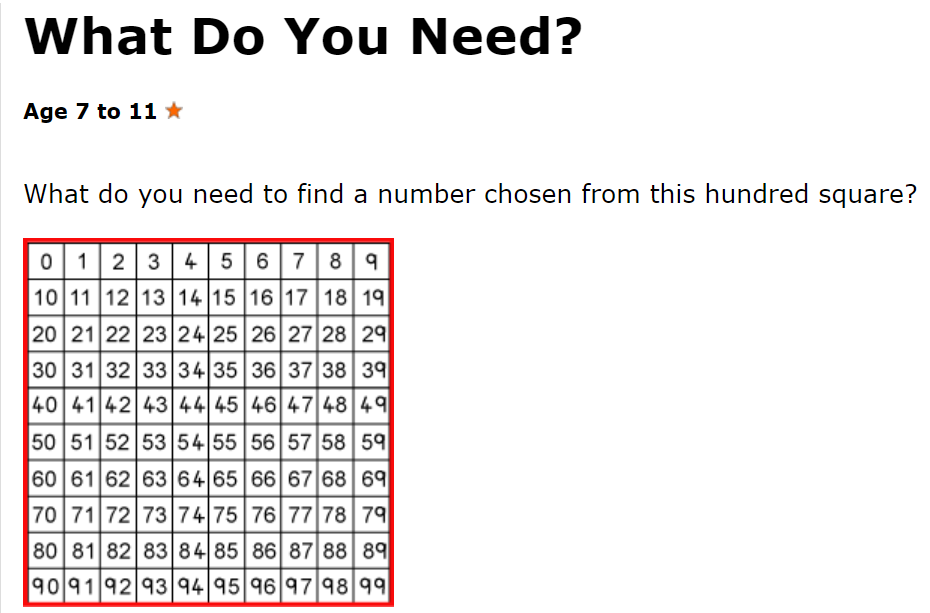 What Do You Need?
Age 7 to 11
What do you need to find a number chosen from this hundred square?
0 1 2 3 4 5 6 7 8 9
10 11 12 13 14 15 16 17 18 19
20 21 22 23 24 25 26 27 28 29
30 31 32 33 34 35 36 37 38 39
40 41 42 43 44 45 46 47 48 49
50 51 52 53 54 55 56 57 58 59
60 61 62 63 64 65 66 67 68 69
70 71 72 73 74 75 76 77 78 79
80 81 82 83 84 85 86 87 88 89
90 91 92 93 94 95 96 97 98 99